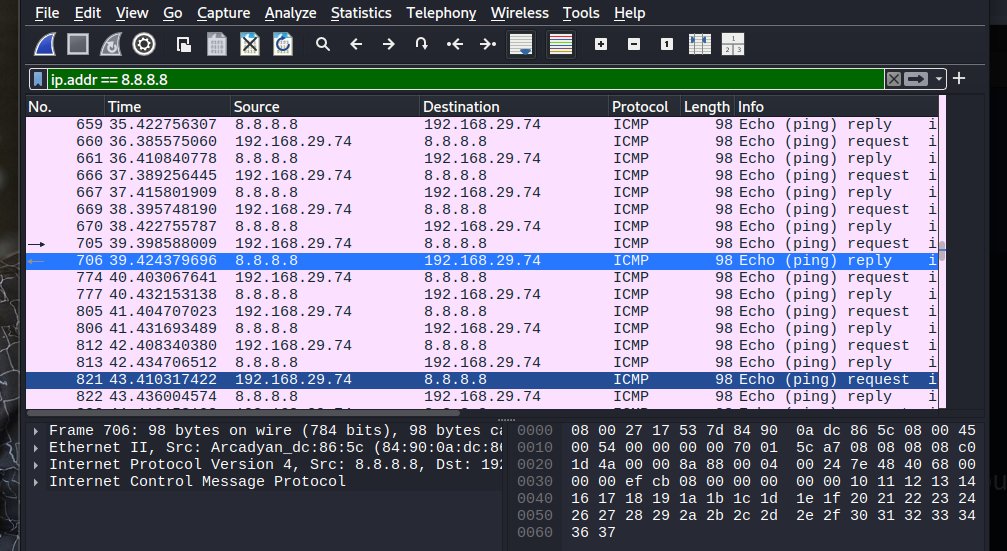 File Edit View Go Capture Analyze Statistics Telephony Wireless Tools Help
ip.addr == 8.8.8.8
No. Time Source Destination Protocol Length Info
659 35.422756307 8.8.8.8 192.168.29.74 ICMP 98 Echo (ping) reply i
660 36.385575060 192.168.29.74 8.8.8.8 ICMP 98 Echo (ping) request i
661 36.410840778 8.8.8.8 192.168.29.74 ICMP 98 Echo (ping) reply i
666 37.389256445 192.168.29.74 8.8.8.8 ICMP 98 Echo (ping) request i
667 37.415801909 8.8.8.8 192.168.29.74 ICMP 98 Echo (ping) reply i
669 38.395748190 192.168.29.74 8.8.8.8 ICMP 98 Echo (ping) request i
670 38.422755787 8.8.8.8 192.168.29.74 ICMP 98 Echo (ping) reply i
705 39.398588009 192.168.29.74 8.8.8.8 ICMP 98 Echo (ping) request i
706 39.424379696 8.8.8.8 192.168.29.74 ICMP 98 Echo (ping) reply i
774 40.403067641 192.168.29.74 8.8.8.8 ICMP 98 Echo (ping) request i
777 40.432153138 8.8.8.8 192.168.29.74 ICMP 98 Echo (ping) reply i
805 41.404707023 192.168.29.74 8.8.8.8 ICMP 98 Echo (ping) request i
806 41.431693489 8.8.8.8 192.168.29.74 ICMP 98 Echo (ping) reply i
812 42.408340380 192.168.29.74 8.8.8.8 ICMP 98 Echo (ping) request i
813 42.434706512 8.8.8.8 192.168.29.74 ICMP 98 Echo (ping) reply i
821 43.410317422 192.168.29.74 8.8.8.8 ICMP 98 Echo (ping) request i
822 43.436004574 8.8.8.8 192.168.29.74 ICMP 98 Echo (ping) reply i
Frame 706: 98 bytes on wire (784 bits), 98 bytes ca
Ethernet II, Src: Arcadyan_dc:86:5c (84:90:0a:dc:86
Internet Protocol Version 4, Src: 8.8.8.8, Dst: 192
Internet Control Message Protocol
0000 08 00 27 17 53 7d 84 90 0a dc 86 5c 08 00 45
0010 00 54 00 00 00 00 70 01 5c a7 08 08 08 08 c0
0020 1d 4a 00 00 8a 88 00 04 00 24 7e 48 40 68 00
0030 00 00 ef cb 08 00 00 00 00 00 10 11 12 13 14
0040 16 17 18 19 1a 1b 1c 1d 1e 1f 20 21 22 23 24
0050 26 27 28 29 2a 2b 2c 2d 2e 2f 30 31 32 33 34
0060 36 37